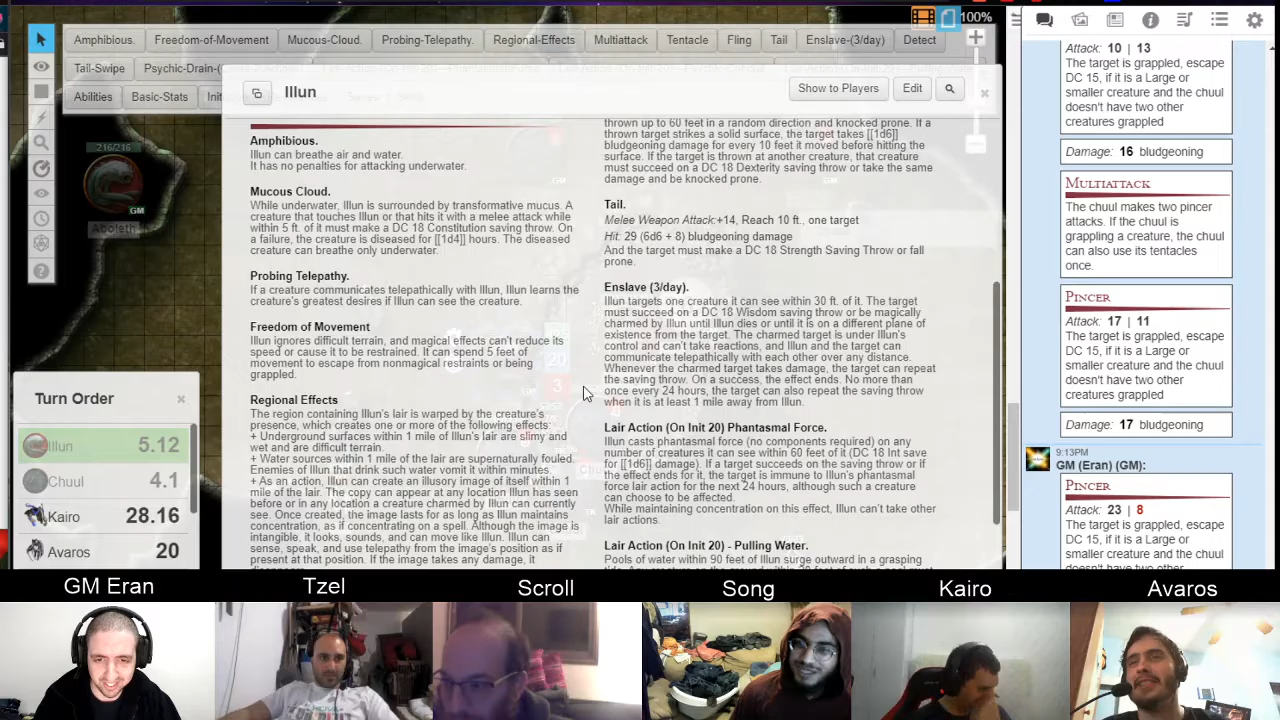 100%
Amphibious.
Freedom-of-Movement
Mucous-Cloud.
Probing-Telepathy.
Regional-Effects
Multiattack
Tentacle
Fling
Tail
Enslave-(3/day)
Detect
Tail-Swipe
Abilities
Basic-Stats
216/216
GM
Aboleth
Illun
Show to Players
Edit
Amphibious.
Illun can breathe air and water.
It has no penalties for attacking underwater.
Mucous Cloud.
While underwater, Illun is surrounded by transformative mucus. A
creature that touches Illun or that hits it with a melee attack while
within 5 ft. of it must make a DC 18 Constitution saving throw. On
a failure, the creature is diseased for [[1d4]] hours. The diseased
creature can breathe only underwater.
Probing Telepathy.
If a creature communicates telepathically with Illun, Illun learns the
creature's greatest desires if Illun can see the creature.
Freedom of Movement
Illun ignores difficult terrain, and magical effects can't reduce its
speed or cause it to be restrained. It can spend 5 feet of
movement to escape from nonmagical restraints or being
grappled.
Regional Effects
The region containing Illun's lair is warped by the creature's
presence, which creates one or more of the following effects:
+ Underground surfaces within 1 mile of Illun's lair are slimy and
wet and are difficult terrain.
+ Water sources within 1 mile of the lair are supernaturally fouled.
Enemies of Illun that drink such water vomit it within minutes.
+ As an action, Illun can create an illusory image of itself within 1
mile of the lair. The copy can appear at any location Illun has seen
before or in any location a creature charmed by Illun can currently
see. Once created, the image lasts for as long as Illun maintains
concentration, as if concentrating on a spell. Although the image is
intangible, it looks, sounds, and can move like Illun. Illun can
sense, speak, and use telepathy from the image's position as if
present at that position. If the image takes any damage, it
thrown up to 60 feet in a random direction and knocked prone. If a
thrown target strikes a solid surface, the target takes [[1d6]]
bludgeoning damage for every 10 feet it moved before hitting the
surface. If the target is thrown at another creature, that creature
must succeed on a DC 18 Dexterity saving throw or take the same
damage and be knocked prone.
Tail.
Melee Weapon Attack:+14, Reach 10 ft., one target
Hit: 29 (6d6 + 8) bludgeoning damage
And the target must make a DC 18 Strength Saving Throw or fall
prone.
Enslave (3/day).
Illun targets one creature it can see within 30 ft. of it. The target
must succeed on a DC 18 Wisdom saving throw or be magically
charmed by Illun until Illun dies or until it is on a different plane of
existence from the target. The charmed target is under Illun's
control and can't take reactions, and Illun and the target can
communicate telepathically with each other over any distance.
Whenever the charmed target takes damage, the target can repeat
the saving throw. On a success, the effect ends. No more than
once every 24 hours, the target can also repeat the saving throw
when it is at least 1 mile away from Illun.
Lair Action (On Init 20) Phantasmal Force.
Illun casts phantasmal force (no components required) on any
number of creatures it can see within 60 feet of it (DC 18 Int save
for [[1d6]] damage). If a target succeeds on the saving throw or if
the effect ends for it, the target is immune to Illun's phantasmal
force lair action for the next 24 hours, although such a creature
can choose to be affected.
While maintaining concentration on this effect, Illun can't take other
lair actions.
Lair Action (On Init 20) - Pulling Water.
Pools of water within 90 feet of Illun surge outward in a grasping
Turn Order
Illun 5.12
Chuul 4.1
Kairo 28.16
Avaros 20
Attack: 10 | 13
The target is grappled, escape
DC 15, if it is a Large or
smaller creature and the chuul
doesn't have two other
creatures grappled
Damage: 16 bludgeoning
MULTIATTACK
The chuul makes two pincer
attacks. If the chuul is
grappling a creature, the chuul
can also use its tentacles
once.
PINCER
Attack: 17 | 11
The target is grappled, escape
DC 15, if it is a Large or
smaller creature and the chuul
doesn't have two other
creatures grappled
Damage: 17 bludgeoning
9:13PM
GM (Eran) (GM):
PINCER
Attack: 23 | 8
The target is grappled, escape
DC 15, if it is a Large or
smaller creature and the chuul
doesn't have two other
GM Eran
Tzel
Scroll
Song
Kairo
Avaros